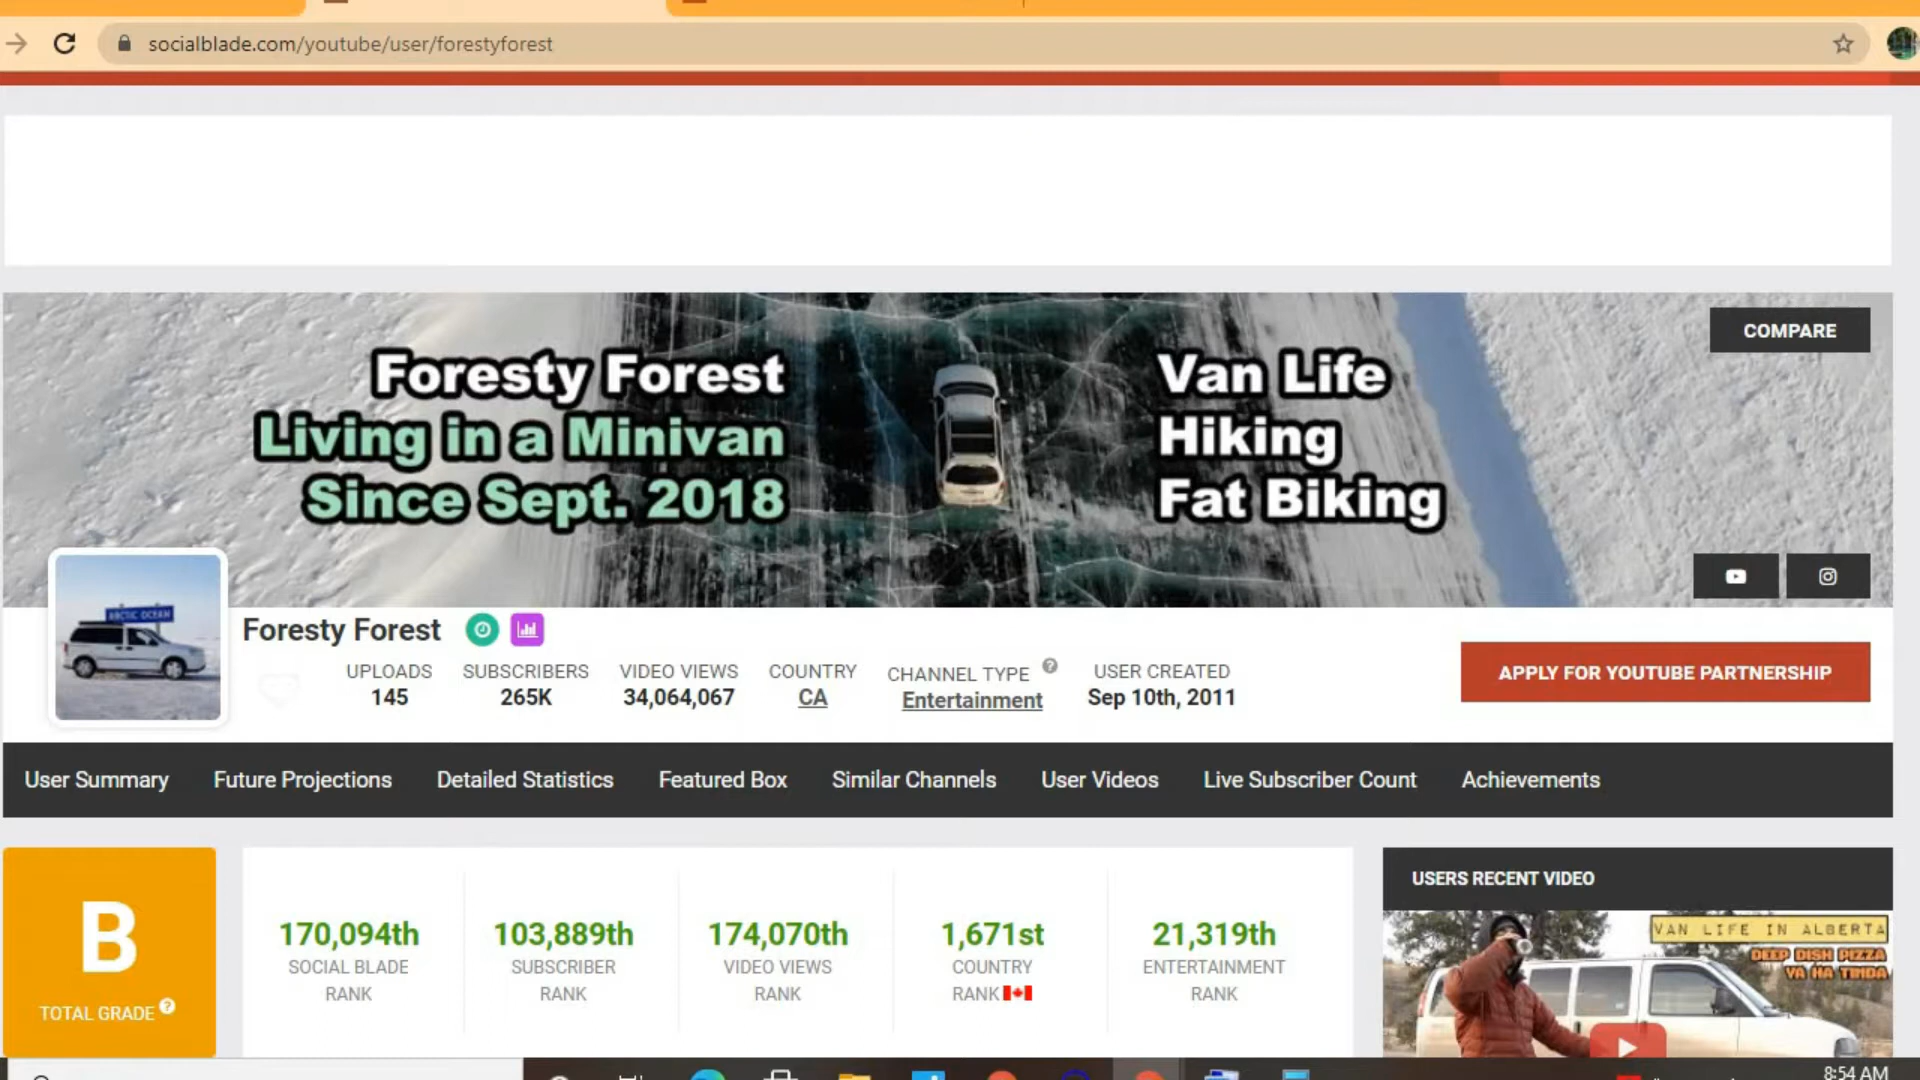 socialblade.com/youtube/user/forestyforest
Foresty Forest
Living in a Minivan
Since Sept. 2018
Van Life
Hiking
Fat Biking
COMPARE
ARCTIC OCEAN
Foresty Forest
UPLOADS
145
SUBSCRIBERS
265K
VIDEO VIEWS
34,064,067
COUNTRY
CA
CHANNEL TYPE ?
Entertainment
USER CREATED
Sep 10th, 2011
APPLY FOR YOUTUBE PARTNERSHIP
User Summary Future Projections Detailed Statistics Featured Box Similar Channels User Videos Live Subscriber Count Achievements
B
TOTAL GRADE ?
170,094th
SOCIAL BLADE
RANK
103,889th
SUBSCRIBER
RANK
174,070th
VIDEO VIEWS
RANK
1,671st
COUNTRY
RANK
21,319th
ENTERTAINMENT
RANK
USERS RECENT VIDEO
VAN LIFE IN ALBERTA
DEEP DISH PIZZA
YA HA TINDA
8:54 AM